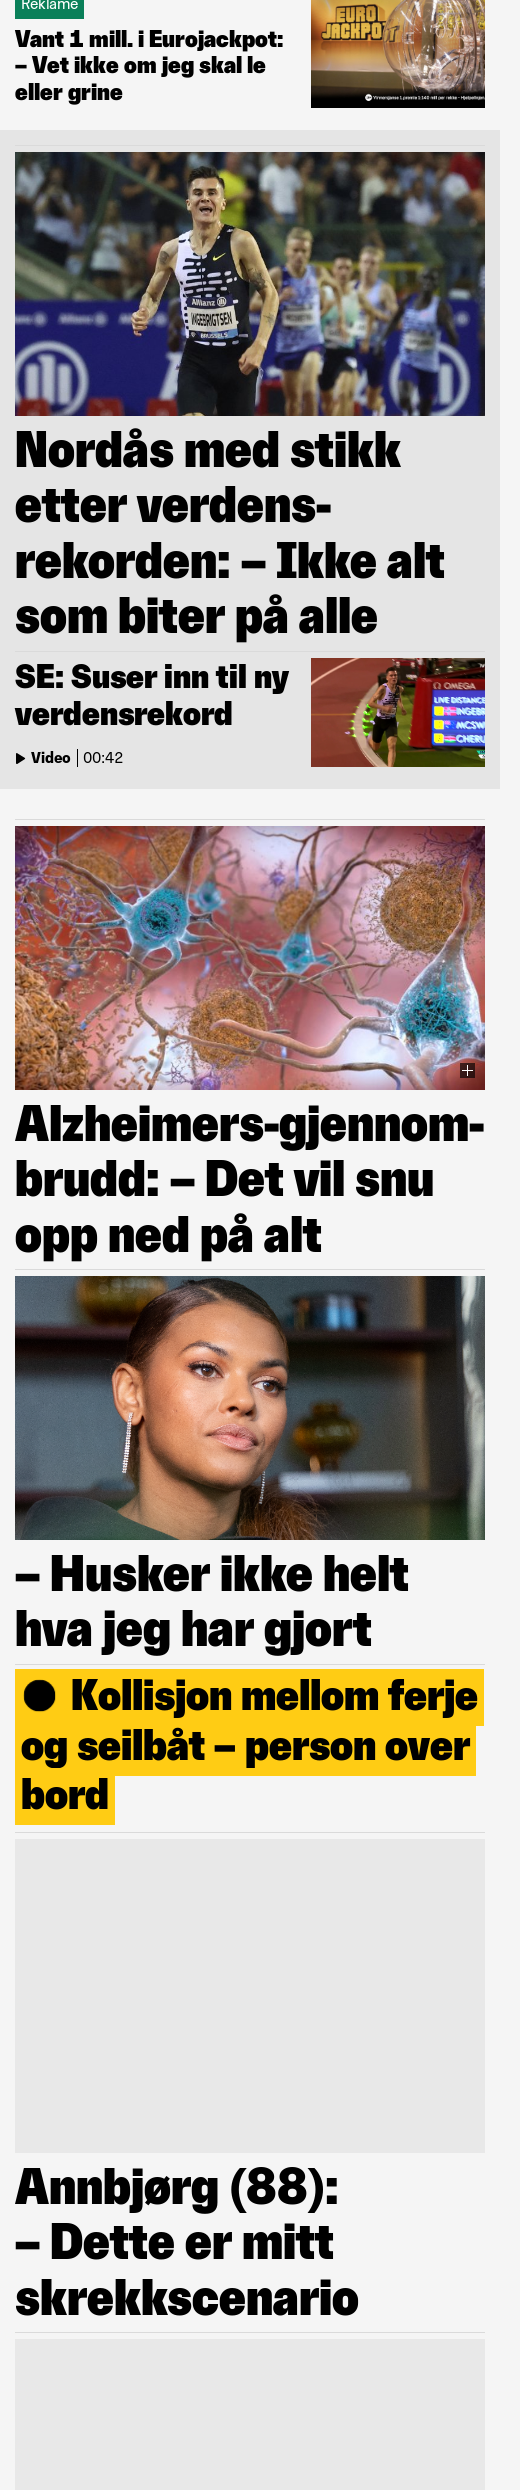 Reklame
Vant 1 mill. i Eurojackpot:
– Vet ikke om jeg skal le
eller grine
EURO
JACKPOT
Allianz
INGEBRIGTSEN
BRUSSELS
Nordås med stikk
etter verdens-
rekorden: – Ikke alt
som biter på alle
SE: Suser inn til ny
verdensrekord
Video 00:42
OMEGA
LIVE DISTANCE
INGEBR
MCSW
CHERU
Alzheimers-gjennom-
brudd: – Det vil snu
opp ned på alt
– Husker ikke helt
hva jeg har gjort
Kollisjon mellom ferje
og seilbåt – person over
bord
Annbjørg (88):
– Dette er mitt
skrekkscenario